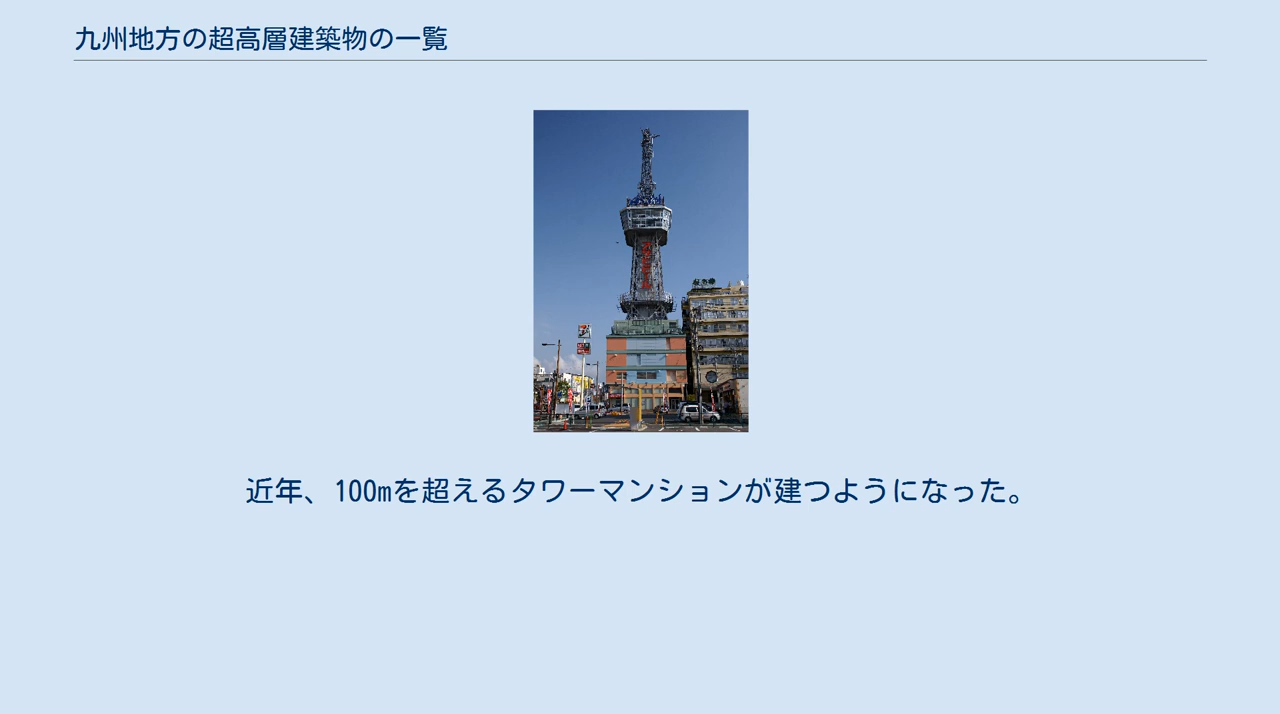 九州地方の超高層建築物の一覧
近年、100mを超えるタワーマンションが建つようになった。